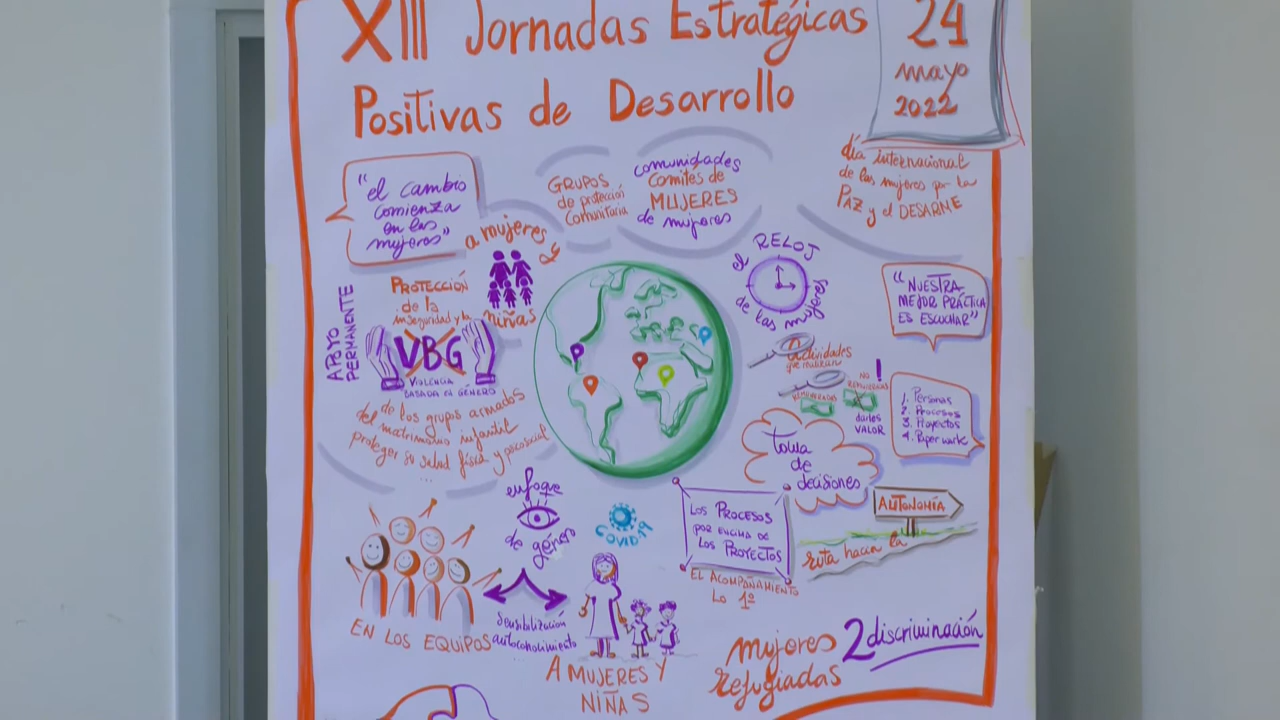 XIII Jornadas Estratégicas
Positivas de Desarrollo
24
mayo
2022
día internacional
de las mujeres por la
PAZ y el DESARME
"el cambio
comienza
en las
mujeres"
GRUPOS
de protección
comunitaria
comunidades
Comités de
MUJERES
de mujeres
a mujeres y
niñas
el RELOJ
de las mujeres
"NUESTRA
MEJOR PRÁCTICA
ES ESCUCHAR"
APOYO
PERMANENTE
PROTECCIÓN
de la
inseguridad y la
VBG
VIOLENCIA
BASADA EN GÉNERO
de los grupos armados
del matrimonio infantil
proteger su salud física y psicosocial
...
actividades
que realizan
REMUNERADAS
NO
REMUNERADAS
!
darles
VALOR
1. Personas
2. Procesos
3. Proyectos
4. Paperwork
Toma
de
decisiones
AUTONOMÍA
ruta hacia la
enfoque
de género
COVID-19
LOS PROCESOS
POR ENCIMA DE
LOS PROYECTOS
EL ACOMPAÑAMIENTO
LO 1º
EN LOS EQUIPOS
Sensibilización
autoconocimiento
A MUJERES Y
NIÑAS
mujeres
refugiadas
2 discriminación